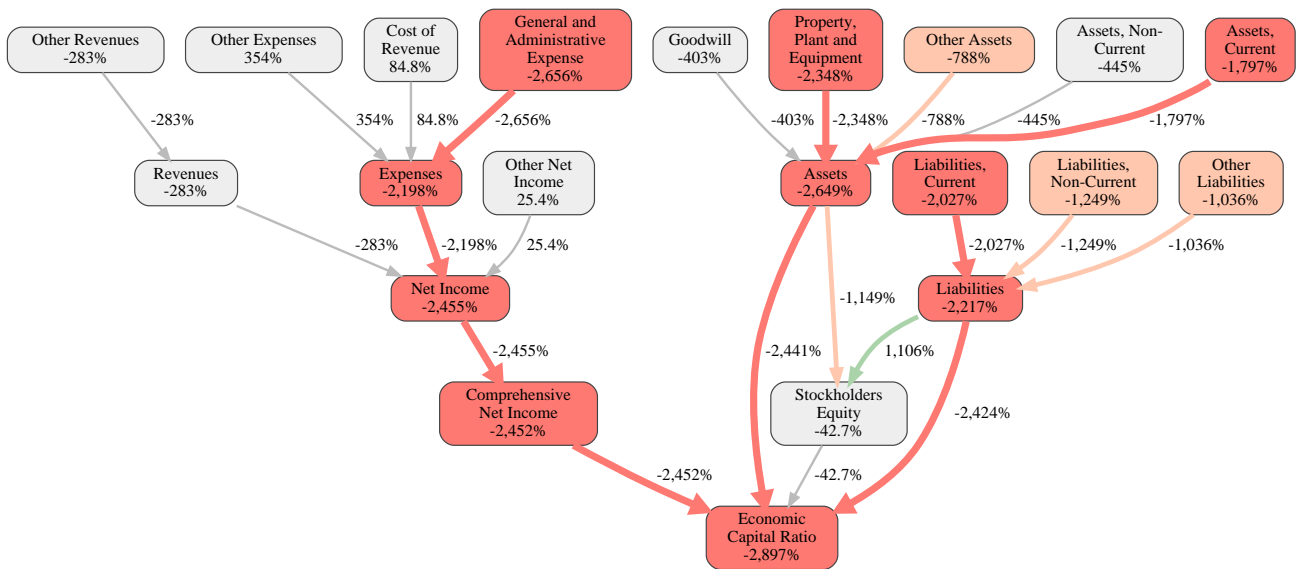 Other Revenues
-283%
Other Expenses
354%
Cost of
Revenue
84.8%
General and
Administrative
Expense
-2,656%
Goodwill
-403%
Property,
Plant and
Equipment
-2,348%
Other Assets
-788%
Assets, Non-
Current
-445%
Assets,
Current
-1,797%
-283%
354%
84.8%
-2,656%
-403%
-2,348%
-788%
-445%
-1,797%
Revenues
-283%
Expenses
-2,198%
Other Net
Income
25.4%
Assets
-2,649%
Liabilities,
Current
-2,027%
Liabilities,
Non-Current
-1,249%
Other
Liabilities
-1,036%
-283%
-2,198%
25.4%
-2,027%
-1,249%
-1,036%
Net Income
-2,455%
-1,149%
Liabilities
-2,217%
-2,455%
-2,441%
1,106%
Comprehensive
Net Income
-2,452%
Stockholders
Equity
-42.7%
-2,424%
-2,452%
-42.7%
Economic
Capital Ratio
-2,897%